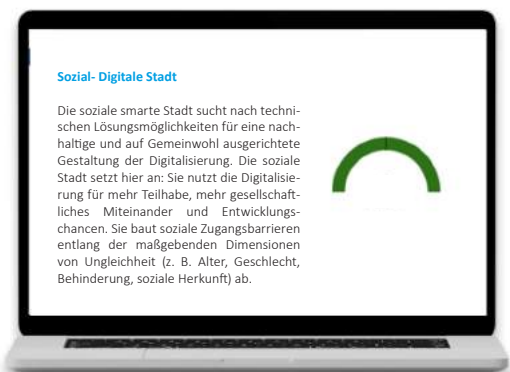 Sozial- Digitale Stadt
Die soziale smarte Stadt sucht nach techni-
schen Lösungsmöglichkeiten für eine nach-
haltige und auf Gemeinwohl ausgerichtete
Gestaltung der Digitalisierung. Die soziale
Stadt setzt hier an: Sie nutzt die Digitalisie-
rung für mehr Teilhabe, mehr gesellschaft-
liches Miteinander und Entwicklungs-
chancen. Sie baut soziale Zugangsbarrieren
entlang der maßgebenden Dimensionen
von Ungleichheit (z. B. Alter, Geschlecht,
Behinderung, soziale Herkunft) ab.